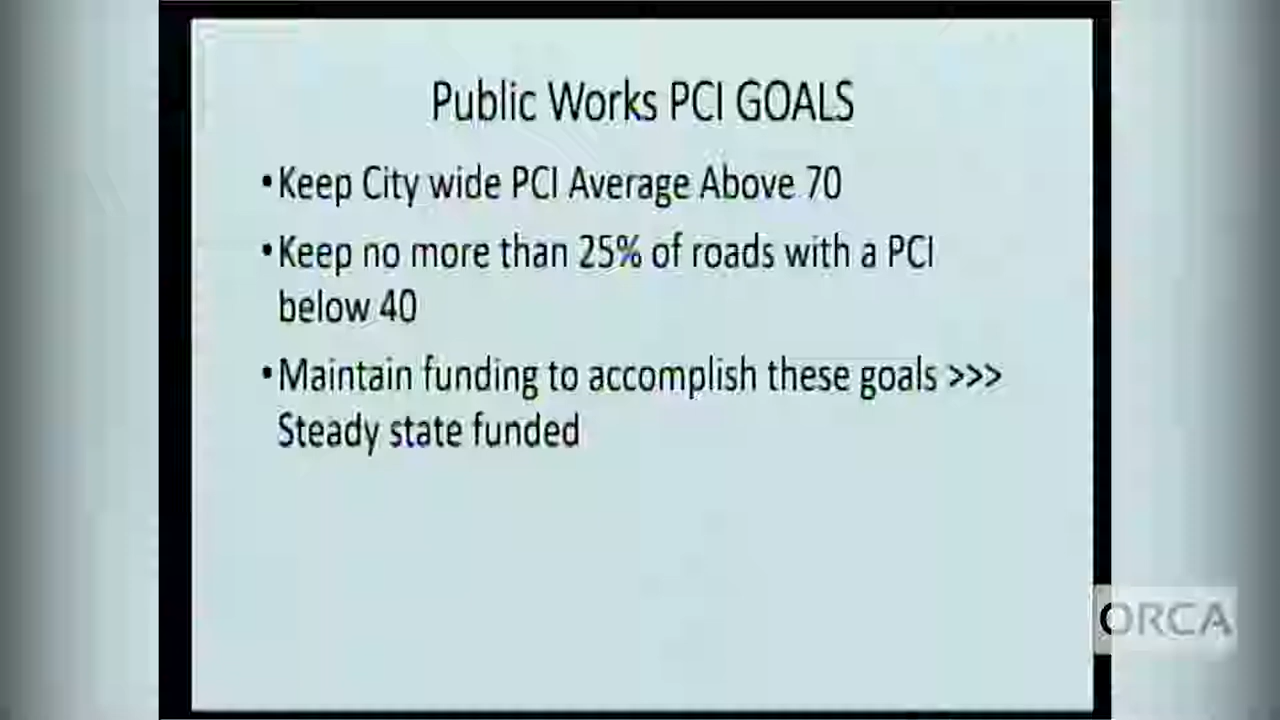 Public Works PCI GOALS
•Keep City wide PCI Average Above 70
•Keep no more than 25% of roads with a PCI
below 40
•Maintain funding to accomplish these goals >>>
Steady state funded
ORCA